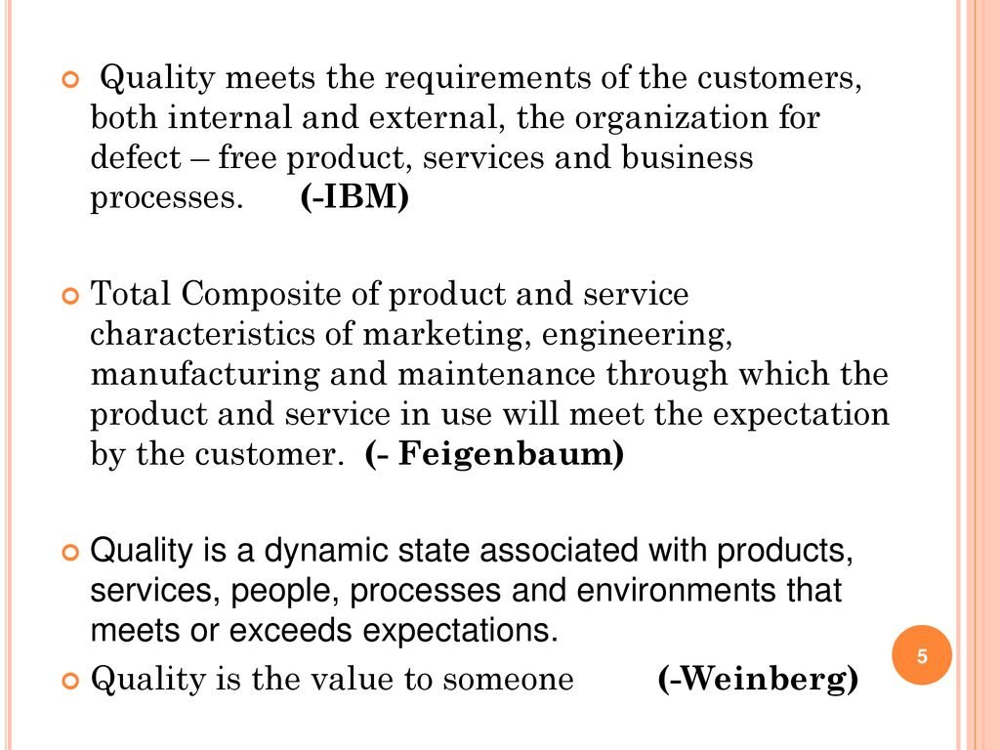 Quality meets the requirements of the customers,
both internal and external, the organization for
defect – free product, services and business
processes. (-IBM)
Total Composite of product and service
characteristics of marketing, engineering,
manufacturing and maintenance through which the
product and service in use will meet the expectation
by the customer. (- Feigenbaum)
Quality is a dynamic state associated with products,
services, people, processes and environments that
meets or exceeds expectations.
5
Quality is the value to someone (-Weinberg)